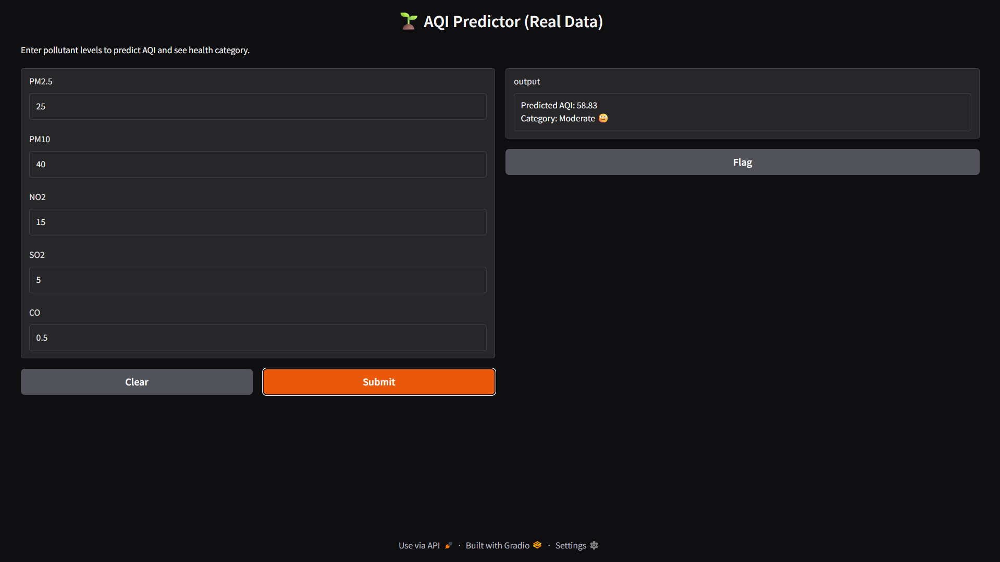 🌱 AQI Predictor (Real Data)
Enter pollutant levels to predict AQI and see health category.
PM2.5
25
PM10
40
NO2
15
SO2
5
CO
0.5
Clear
Submit
output
Predicted AQI: 58.83
Category: Moderate 🙂
Flag
Use via API 🚀 · Built with Gradio · Settings ⚙️